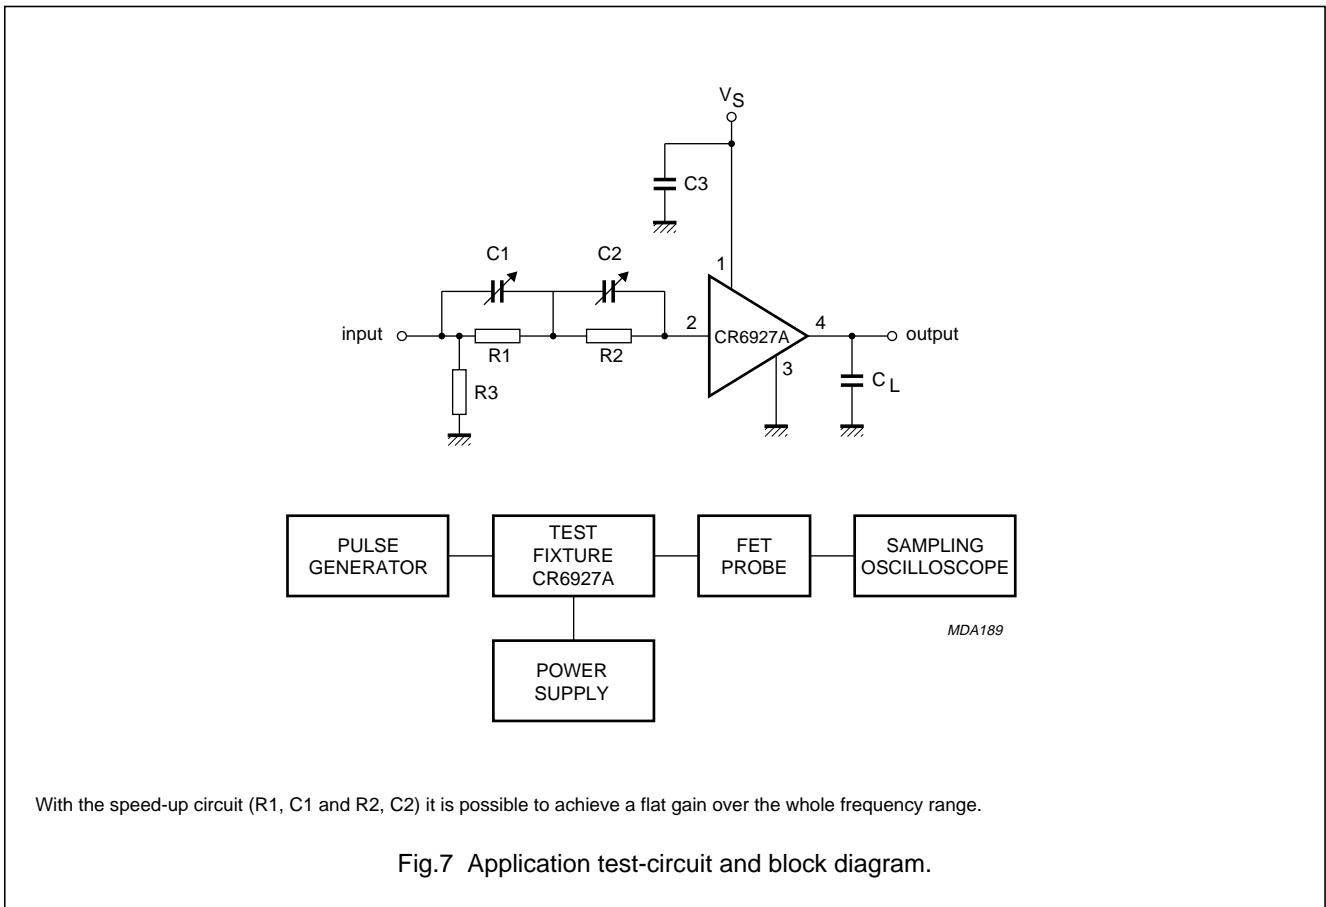 VS
C3
C1
C2
1
input
2
CR6927A
4
output
R1
R2
3
R3
CL
PULSE
GENERATOR
TEST
FIXTURE
CR6927A
FET
PROBE
SAMPLING
OSCILLOSCOPE
MDA189
POWER
SUPPLY
With the speed-up circuit (R1, C1 and R2, C2) it is possible to achieve a flat gain over the whole frequency range.
Fig.7 Application test-circuit and block diagram.